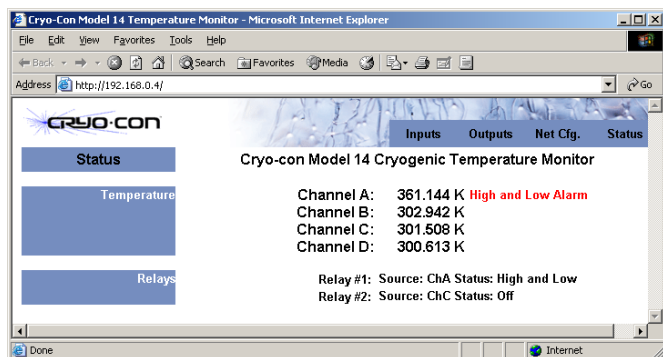 Cryo-Con Model 14 Temperature Monitor - Microsoft Internet Explorer
File Edit View Favorites Tools Help
Back Search Favorites Media
Address http://192.168.0.4/ Go
cryo·con
Inputs Outputs Net Cfg. Status
Status
Cryo-con Model 14 Cryogenic Temperature Monitor
Temperature
Channel A: 361.144 K High and Low Alarm
Channel B: 302.942 K
Channel C: 301.508 K
Channel D: 300.613 K
Relays
Relay #1: Source: ChA Status: High and Low
Relay #2: Source: ChC Status: Off
Done Internet